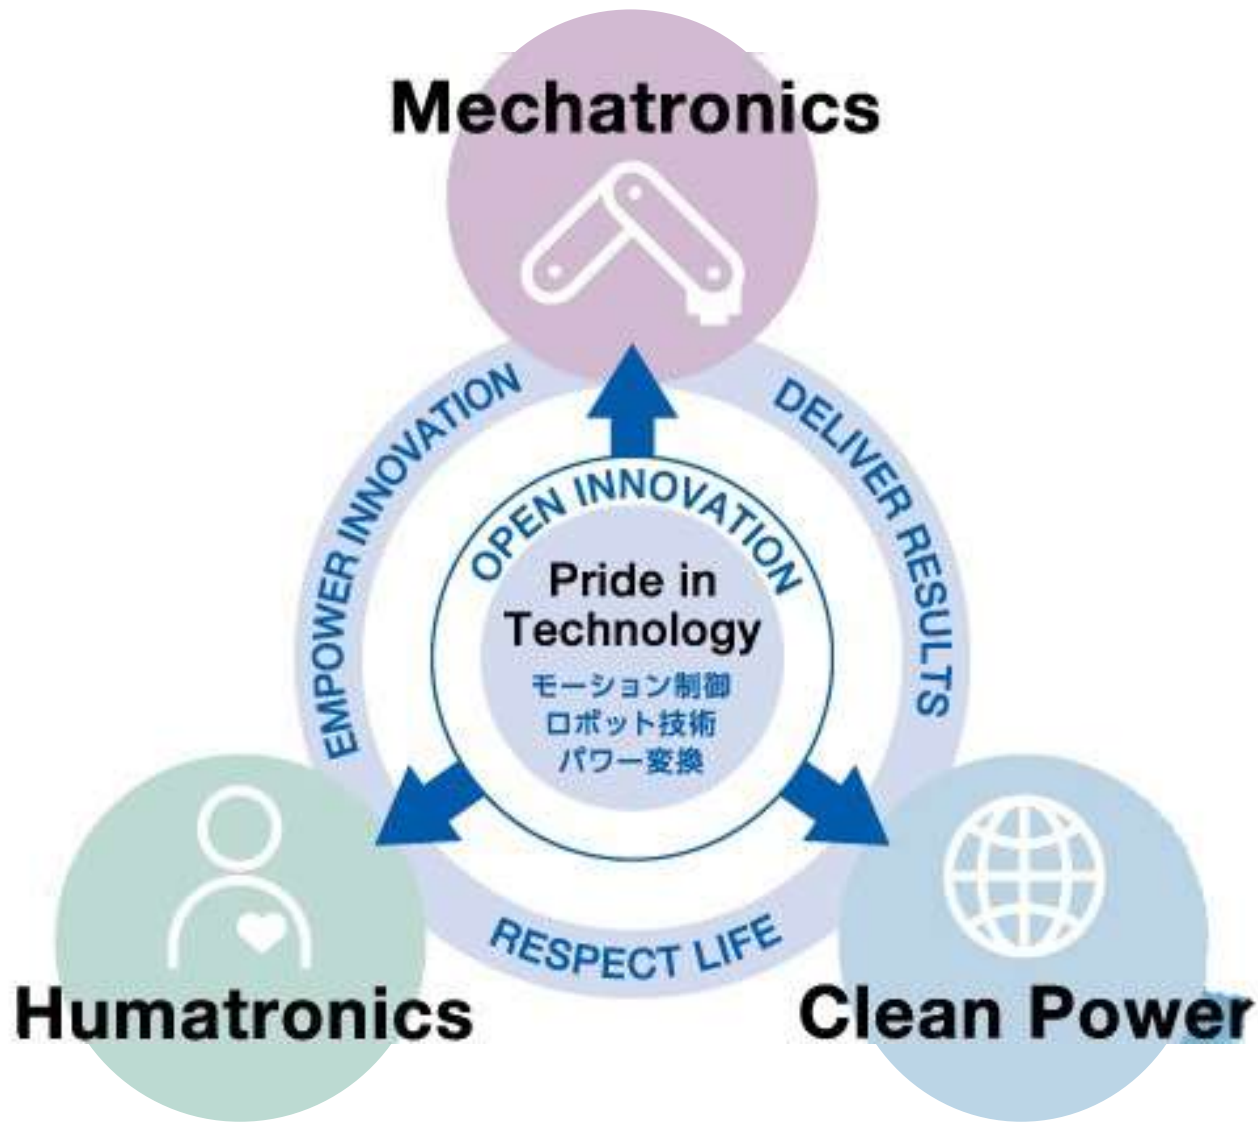 Mechatronics
EMPOWER INNOVATION
DELIVER RESULTS
OPEN INNOVATION
Pride in
Technology
モーション制御
ロボット技術
パワー変換
RESPECT LIFE
Humatronics
Clean Power